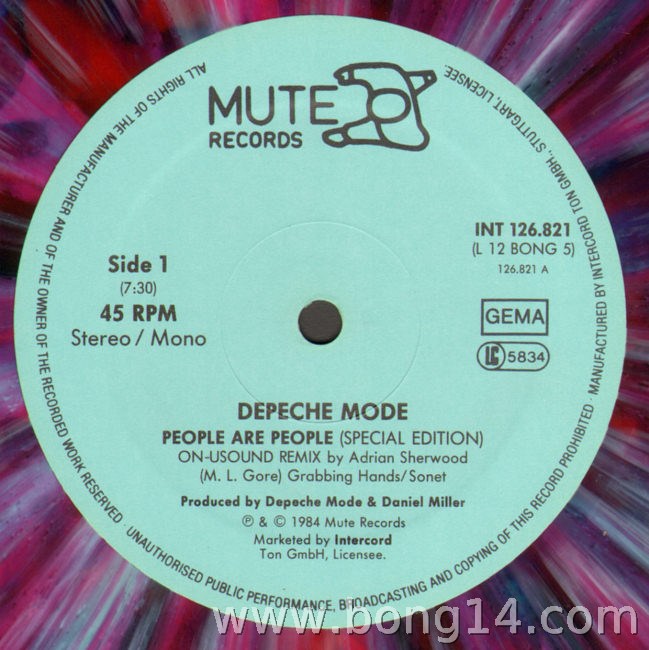 MUTE
RECORDS
INT 126.821
(L 12 BONG 5)
126.821 A
Side 1
(7:30)
45 RPM
Stereo / Mono
GEMA
LC 5834
DEPECHE MODE
PEOPLE ARE PEOPLE (SPECIAL EDITION)
ON-USOUND REMIX by Adrian Sherwood
(M. L. Gore) Grabbing Hands/Sonet
Produced by Depeche Mode & Daniel Miller
℗ & © 1984 Mute Records
Marketed by Intercord
Ton GmbH, Licensee.
ALL RIGHTS OF THE MANUFACTURER AND OF THE OWNER OF THE RECORDED WORK RESERVED · UNAUTHORISED PUBLIC PERFORMANCE, BROADCASTING AND COPYING OF THIS RECORD PROHIBITED · MANUFACTURED BY INTERCORD TON GMBH., STUTTGART, LICENSEE.
www.bong14.com